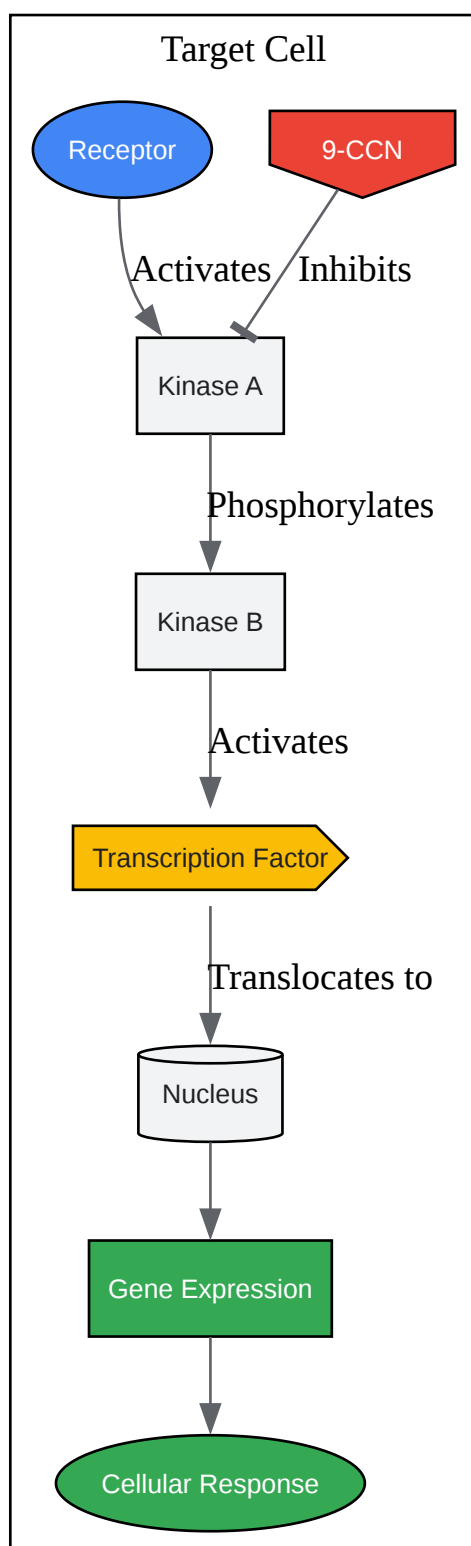 Target Cell
Receptor
9-CCN
Activates
Inhibits
Kinase A
Phosphorylates
Kinase B
Activates
Transcription Factor
Translocates to
Nucleus
Gene Expression
Cellular Response